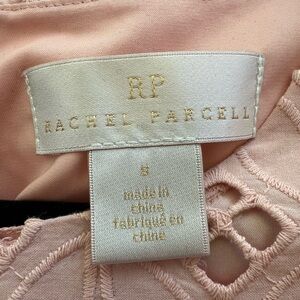 RP
RACHEL PARCELL
S
made in
china
fabriqué en
chine